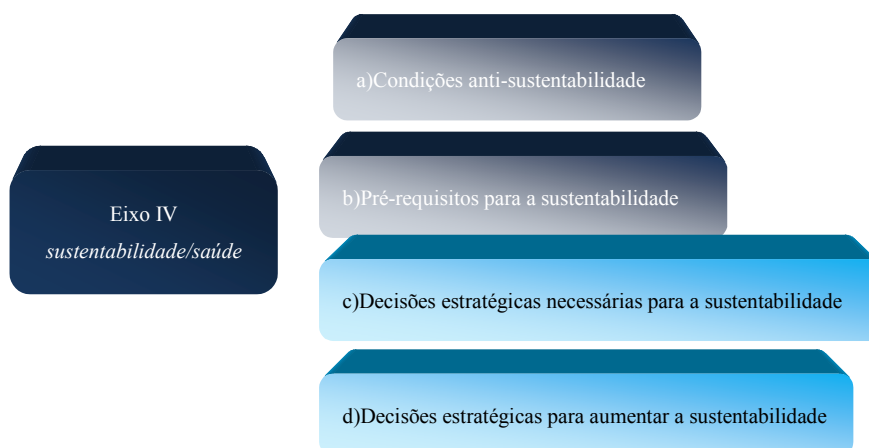 Eixo IV
sustentabilidade/saúde
a)Condições anti-sustentabilidade
b)Pré-requisitos para a sustentabilidade
c)Decisões estratégicas necessárias para a sustentabilidade
d)Decisões estratégicas para aumentar a sustentabilidade